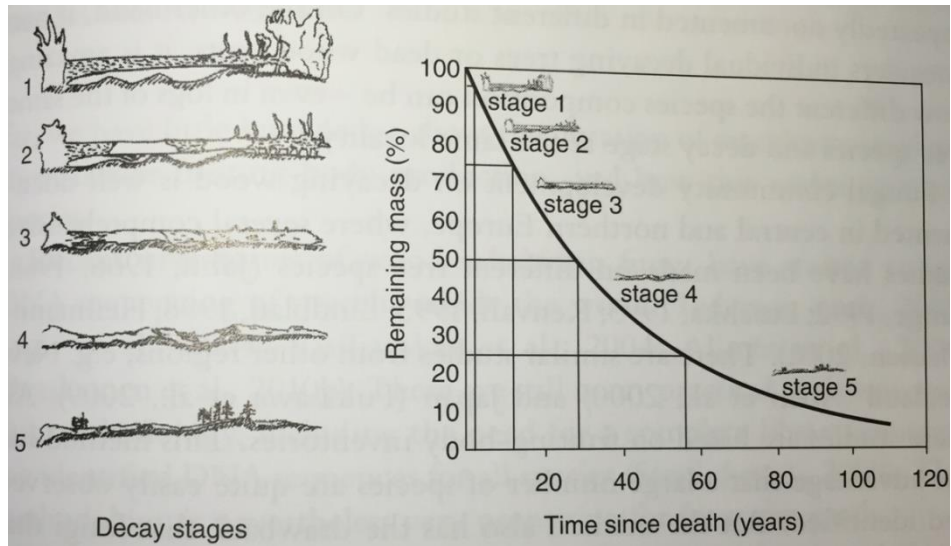 1
2
3
4
5
Decay stages
Remaining mass (%)
100
90
80
70
60
50
40
30
20
10
0
stage 1
stage 2
stage 3
stage 4
stage 5
0 20 40 60 80 100 120
Time since death (years)